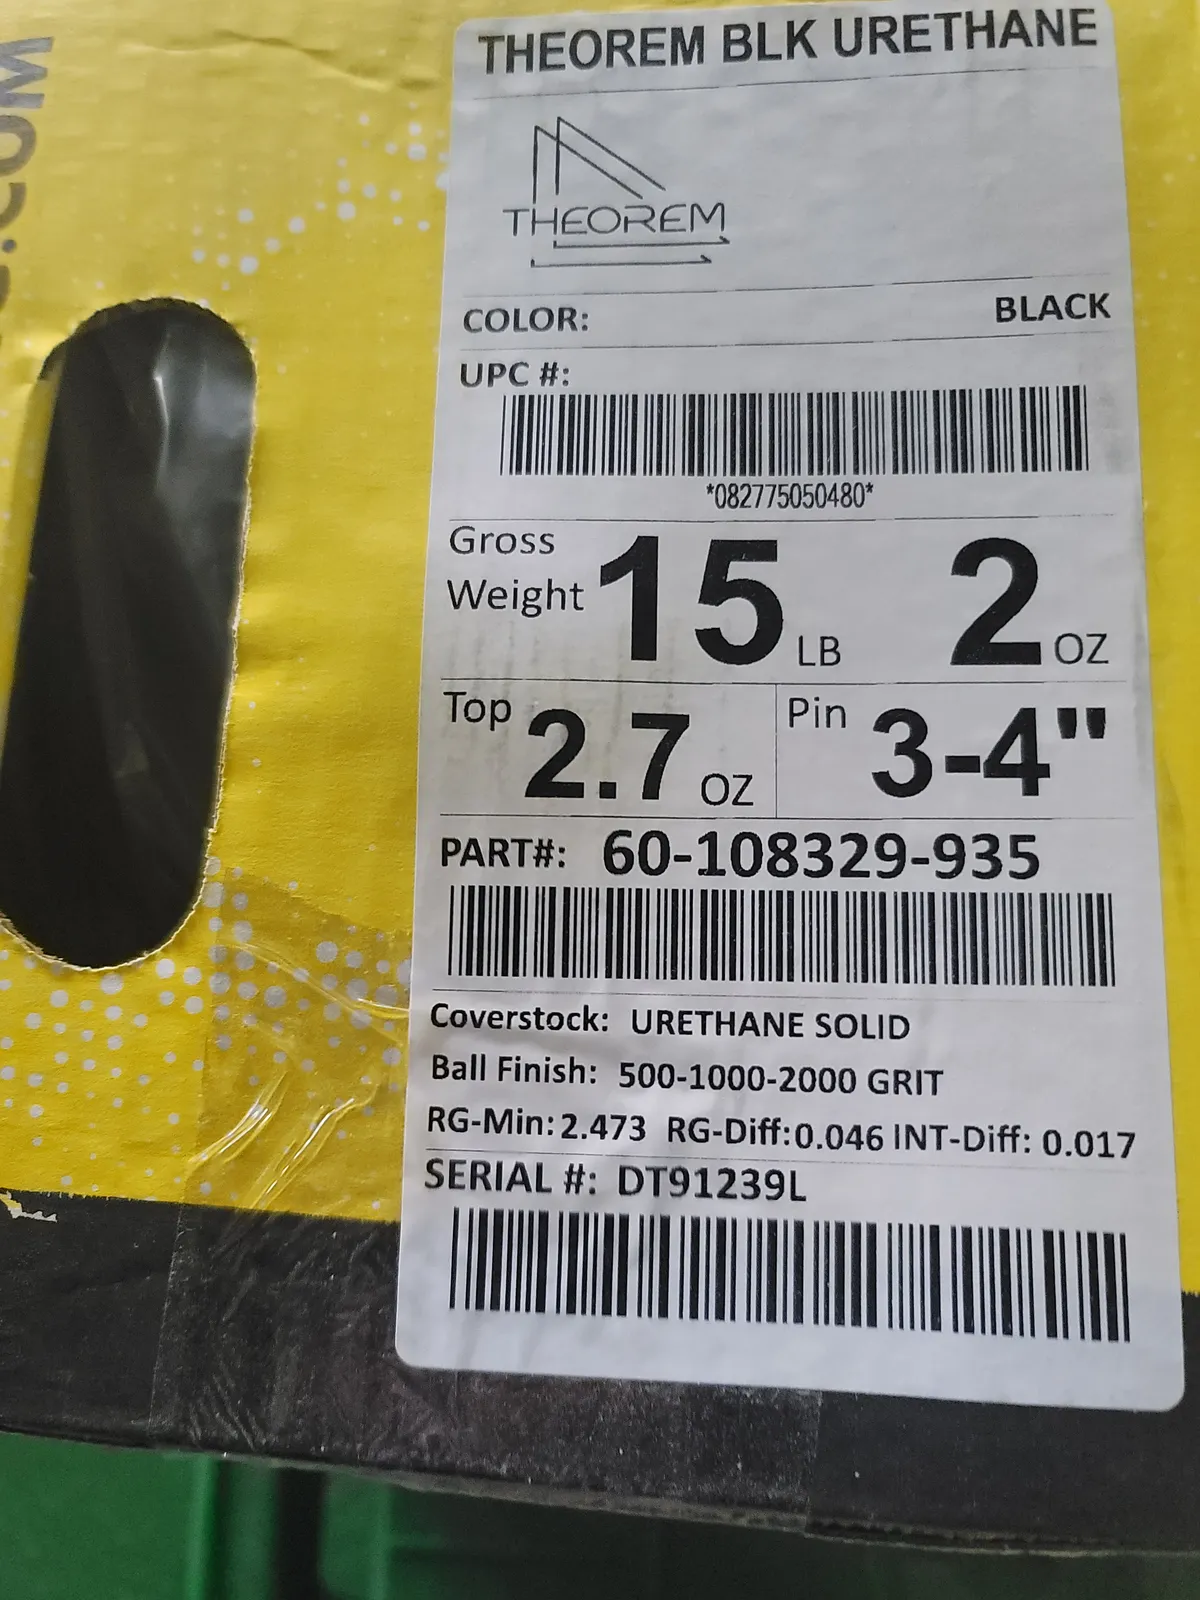 THEOREM BLK URETHANE
THEOREM
COLOR: BLACK
UPC #:
*082775050480*
Gross Weight 15 LB 2 OZ
Top 2.7 OZ Pin 3-4"
PART#: 60-108329-935
Coverstock: URETHANE SOLID
Ball Finish: 500-1000-2000 GRIT
RG-Min: 2.473 RG-Diff: 0.046 INT-Diff: 0.017
SERIAL #: DT91239L
.COM